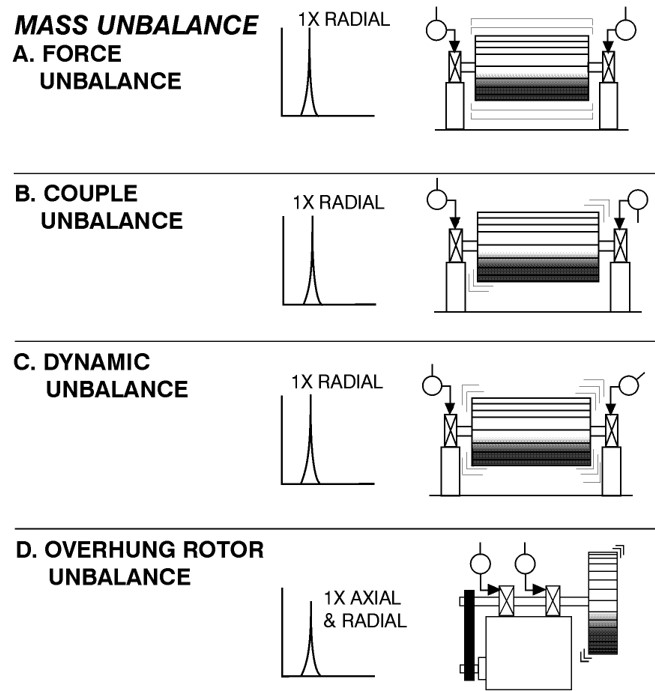 MASS UNBALANCE
A. FORCE
UNBALANCE
1X RADIAL
B. COUPLE
UNBALANCE
1X RADIAL
C. DYNAMIC
UNBALANCE
1X RADIAL
D. OVERHUNG ROTOR
UNBALANCE
1X AXIAL
& RADIAL